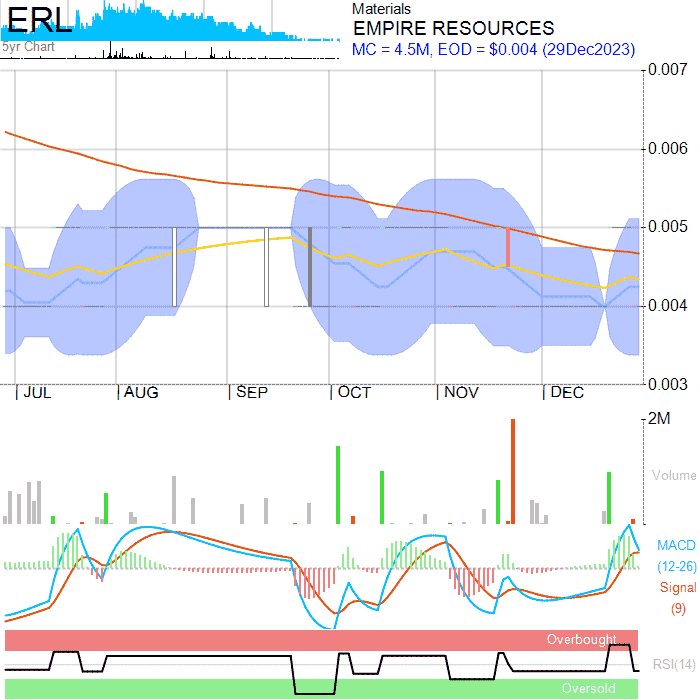 ERL
5yr Chart
Materials
EMPIRE RESOURCES
MC = 4.5M, EOD = $0.004 (29Dec2023)
0.007
0.006
0.005
0.004
0.003
JUL
AUG
SEP
OCT
NOV
DEC
2M
Volume
MACD
(12-26)
Signal
(9)
Overbought
RSI(14)
Oversold